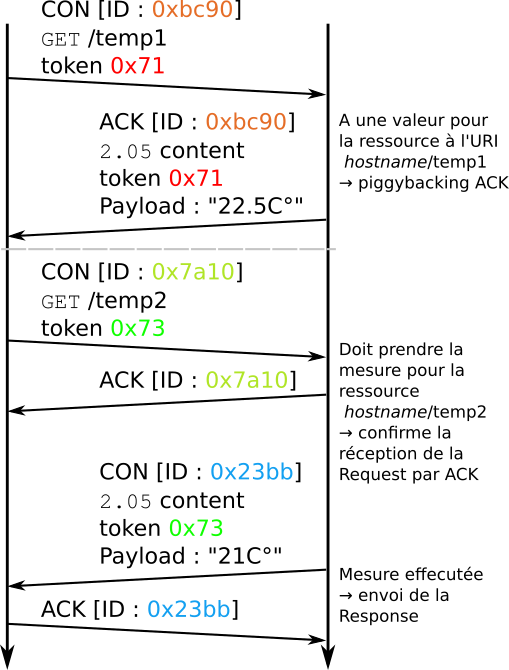 CON [ID : 0xbc90]
GET /temp1
token 0x71
ACK [ID : 0xbc90]
2.05 content
token 0x71
Payload : "22.5C°"
A une valeur pour
la ressource à l'URI
hostname/temp1
→ piggybacking ACK
CON [ID : 0x7a10]
GET /temp2
token 0x73
ACK [ID : 0x7a10]
Doit prendre la
mesure pour la
ressource
hostname/temp2
→ confirme la
réception de la
Request par ACK
CON [ID : 0x23bb]
2.05 content
token 0x73
Payload : "21C°"
Mesure effecutée
→ envoi de la
Response
ACK [ID : 0x23bb]